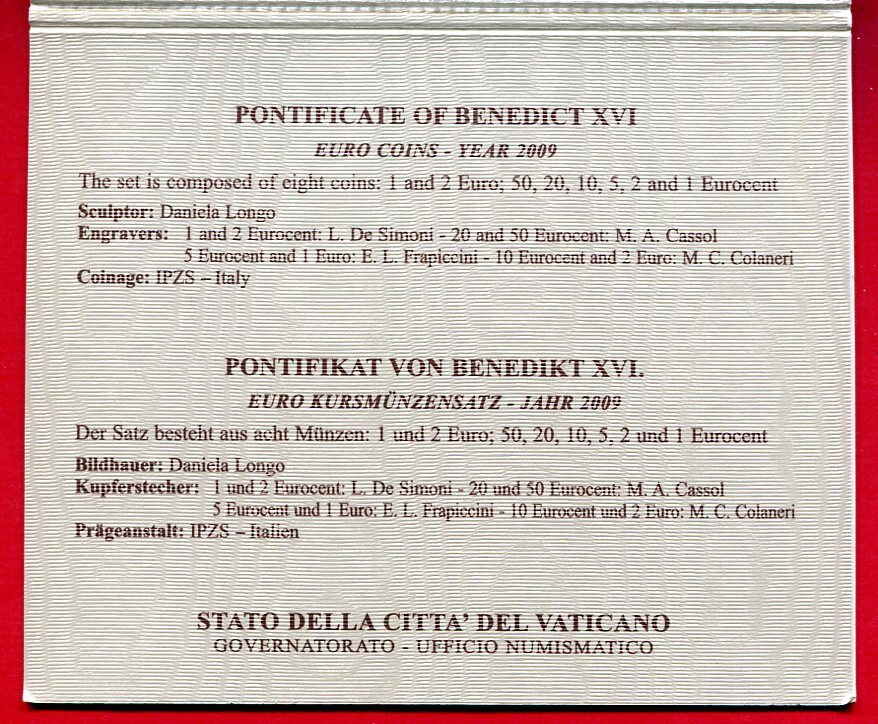 PONTIFICATE OF BENEDICT XVI
EURO COINS - YEAR 2009
The set is composed of eight coins: 1 and 2 Euro; 50, 20, 10, 5, 2 and 1 Eurocent
Sculptor: Daniela Longo
Engravers: 1 and 2 Eurocent: L. De Simoni - 20 and 50 Eurocent: M. A. Cassol
5 Eurocent and 1 Euro: E. L. Frapiccini - 10 Eurocent and 2 Euro: M. C. Colaneri
Coinage: IPZS – Italy
PONTIFIKAT VON BENEDIKT XVI.
EURO KURSMÜNZENSATZ - JAHR 2009
Der Satz besteht aus acht Münzen: 1 und 2 Euro; 50, 20, 10, 5, 2 und 1 Eurocent
Bildhauer: Daniela Longo
Kupferstecher: 1 und 2 Eurocent: L. De Simoni - 20 und 50 Eurocent: M. A. Cassol
5 Eurocent und 1 Euro: E. L. Frapiccini - 10 Eurocent und 2 Euro: M. C. Colaneri
Prägeanstalt: IPZS – Italien
STATO DELLA CITTA' DEL VATICANO
GOVERNATORATO - UFFICIO NUMISMATICO